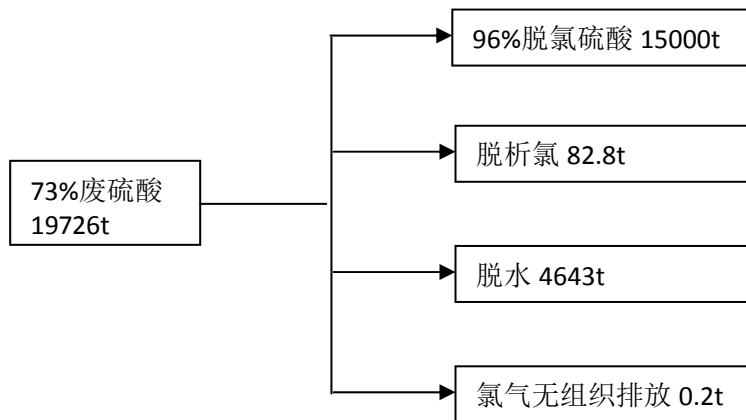 96%脱氯硫酸 15000t
脱析氯 82.8t
73%废硫酸
19726t
脱水 4643t
氯气无组织排放 0.2t